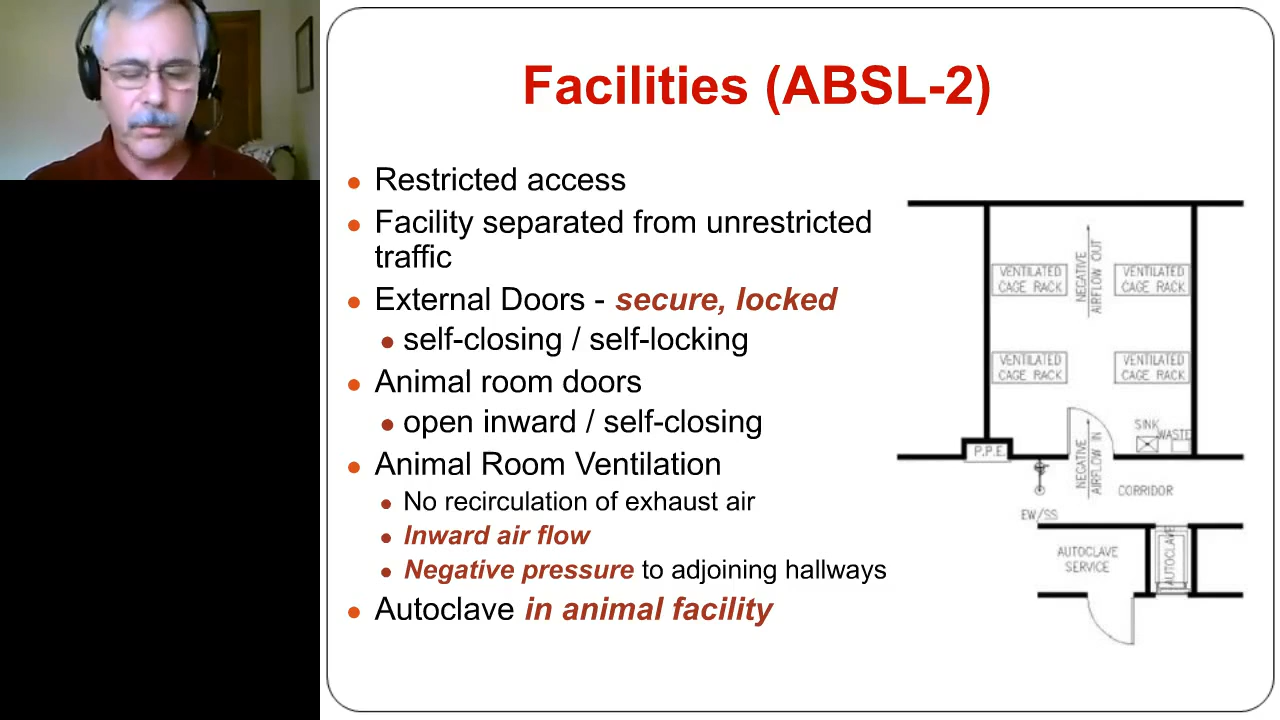 Facilities (ABSL-2)
Restricted access
Facility separated from unrestricted
traffic
External Doors - secure, locked
self-closing / self-locking
Animal room doors
open inward / self-closing
Animal Room Ventilation
No recirculation of exhaust air
Inward air flow
Negative pressure to adjoining hallways
Autoclave in animal facility
VENTILATED
CAGE RACK
NEGATIVE
AIRFLOW OUT
VENTILATED
CAGE RACK
VENTILATED
CAGE RACK
VENTILATED
CAGE RACK
SINK
WASTE
P.P.E.
NEGATIVE
AIRFLOW IN
CORRIDOR
EW/SS
AUTOCLAVE
SERVICE
AUTOCLAVE